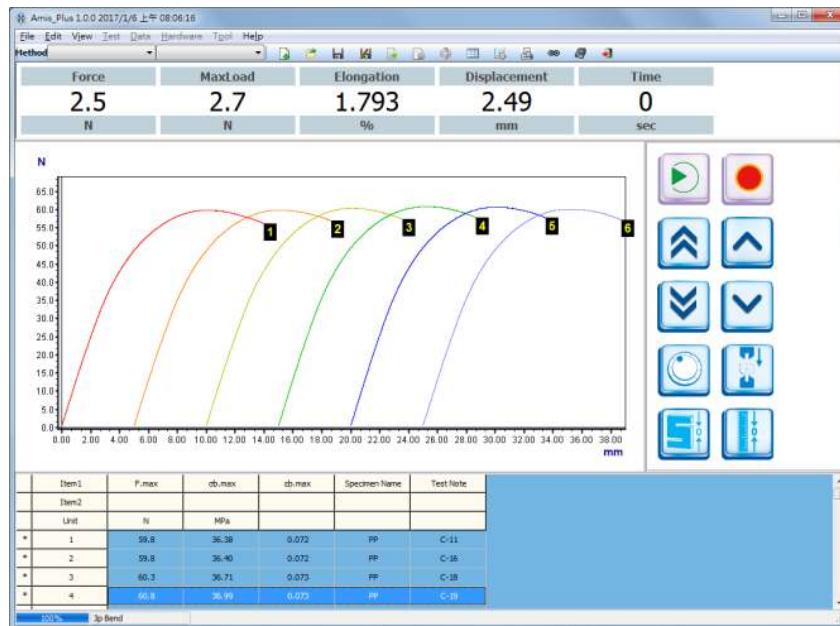 Amis_Plus 1.0.0 2017/1/6 上午 08:06:16
File Edit View Test Data Hardware Tool Help
Method
Force MaxLoad Elongation Displacement Time
2.5 2.7 1.793 2.49 0
N N % mm sec
N
65.0
60.0
55.0
50.0
45.0
40.0
35.0
30.0
25.0
20.0
15.0
10.0
5.0
0.0
1 2 3 4 5 6
0.00 2.00 4.00 6.00 8.00 10.00 12.00 14.00 16.00 18.00 20.00 22.00 24.00 26.00 28.00 30.00 32.00 34.00 36.00 38.00
mm
Item1 P.max σb.max εb.max Specimen Name Test Note
Item2
Unit N MPa
* 1 59.8 36.38 0.072 PP C-11
* 2 59.8 36.40 0.072 PP C-16
* 3 60.3 36.71 0.073 PP C-18
* 4 60.8 36.99 0.073 PP C-19
100% 3p Bend